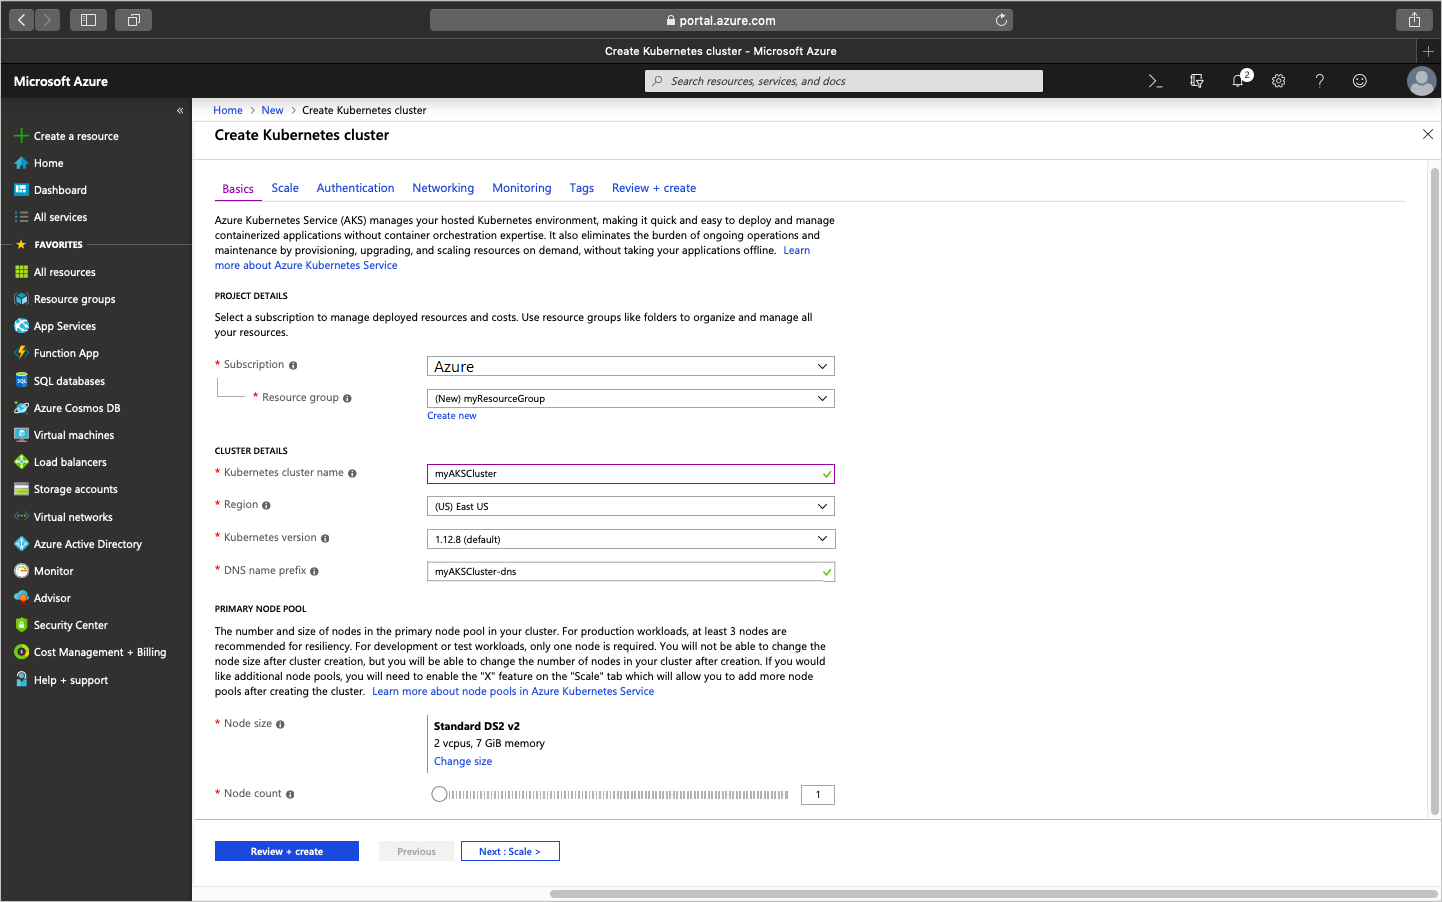 portal.azure.com
Create Kubernetes cluster - Microsoft Azure
Microsoft Azure
Search resources, services, and docs
2
Home > New > Create Kubernetes cluster
Create Kubernetes cluster
Create a resource
Home
Dashboard
All services
FAVORITES
All resources
Resource groups
App Services
Function App
SQL databases
Azure Cosmos DB
Virtual machines
Load balancers
Storage accounts
Virtual networks
Azure Active Directory
Monitor
Advisor
Security Center
Cost Management + Billing
Help + support
Basics Scale Authentication Networking Monitoring Tags Review + create
Azure Kubernetes Service (AKS) manages your hosted Kubernetes environment, making it quick and easy to deploy and manage
containerized applications without container orchestration expertise. It also eliminates the burden of ongoing operations and
maintenance by provisioning, upgrading, and scaling resources on demand, without taking your applications offline. Learn
more about Azure Kubernetes Service
PROJECT DETAILS
Select a subscription to manage deployed resources and costs. Use resource groups like folders to organize and manage all
your resources.
* Subscription Azure
* Resource group (New) myResourceGroup
Create new
CLUSTER DETAILS
* Kubernetes cluster name myAKSCluster
* Region (US) East US
* Kubernetes version 1.12.8 (default)
* DNS name prefix myAKSCluster-dns
PRIMARY NODE POOL
The number and size of nodes in the primary node pool in your cluster. For production workloads, at least 3 nodes are
recommended for resiliency. For development or test workloads, only one node is required. You will not be able to change the
node size after cluster creation, but you will be able to change the number of nodes in your cluster after creation. If you would
like additional node pools, you will need to enable the "X" feature on the "Scale" tab which will allow you to add more node
pools after creating the cluster. Learn more about node pools in Azure Kubernetes Service
* Node size Standard DS2 v2
2 vcpus, 7 GiB memory
Change size
* Node count 1
Review + create Previous Next : Scale >